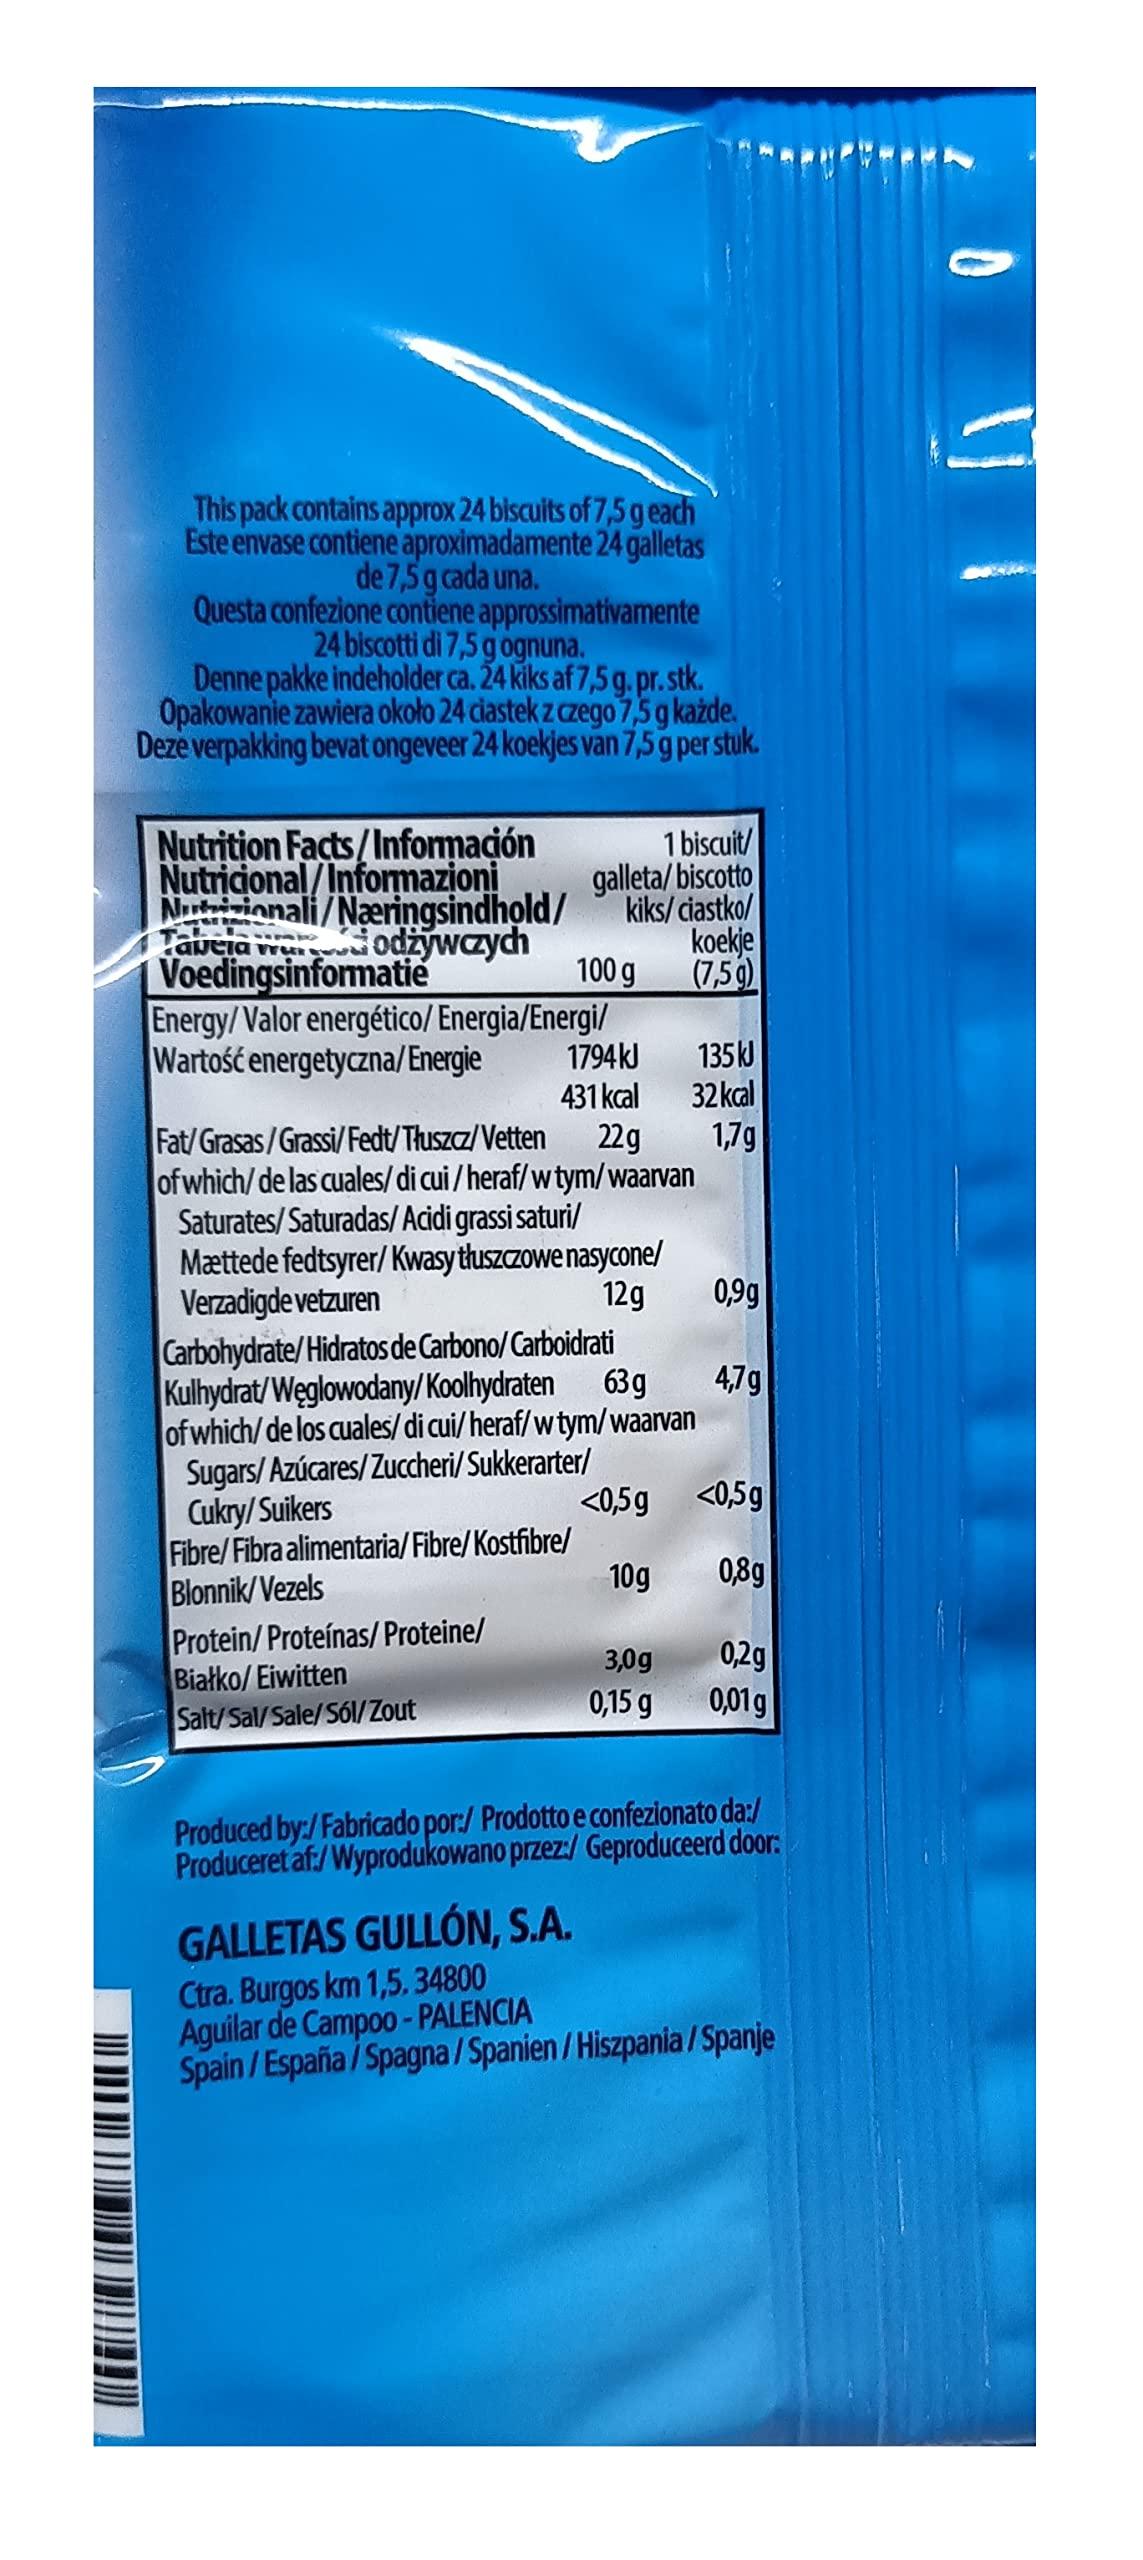 This pack contains approx 24 biscuits of 7,5 g each
Este envase contiene aproximadamente 24 galletas
de 7,5 g cada una.
Questa confezione contiene approssimativamente
24 biscotti di 7,5 g ognuna.
Denne pakke indeholder ca. 24 kiks af 7,5 g. pr. stk.
Opakowanie zawiera około 24 ciastek z czego 7,5 g każde.
Deze verpakking bevat ongeveer 24 koekjes van 7,5 g per stuk.
Nutrition Facts / Información 1 biscuit/
Nutricional / Informazioni galleta/ biscotto
Nutrizionali / Næringsindhold / kiks/ ciastko/
Tabela wartości odżywczych koekje
Voedingsinformatie 100 g (7,5 g)
Energy/ Valor energético/ Energia/Energi/
Wartość energetyczna/ Energie 1794 kJ 135 kJ
431 kcal 32 kcal
Fat/ Grasas / Grassi/ Fedt/ Tłuszcz/ Vetten 22 g 1,7 g
of which/ de las cuales/ di cui / heraf/ w tym/ waarvan
Saturates/ Saturadas/ Acidi grassi saturi/
Mættede fedtsyrer/ Kwasy tłuszczowe nasycone/
Verzadigde vetzuren 12 g 0,9 g
Carbohydrate/ Hidratos de Carbono/ Carboidrati
Kulhydrat/ Węglowodany/ Koolhydraten 63 g 4,7 g
of which/ de los cuales/ di cui/ heraf/ w tym/ waarvan
Sugars/ Azúcares/ Zuccheri/ Sukkerarter/
Cukry/ Suikers <0,5 g <0,5 g
Fibre/ Fibra alimentaria/ Fibre/ Kostfibre/
Błonnik/ Vezels 10 g 0,8 g
Protein/ Proteínas/ Proteine/
Białko/ Eiwitten 3,0 g 0,2 g
Salt/ Sal/ Sale/ Sól/ Zout 0,15 g 0,01 g
Produced by:/ Fabricado por:/ Prodotto e confezionato da:/
Produceret af:/ Wyprodukowano przez:/ Geproduceerd door:
GALLETAS GULLÓN, S.A.
Ctra. Burgos km 1,5. 34800
Aguilar de Campoo - PALENCIA
Spain / España / Spagna / Spanien / Hiszpania / Spanje